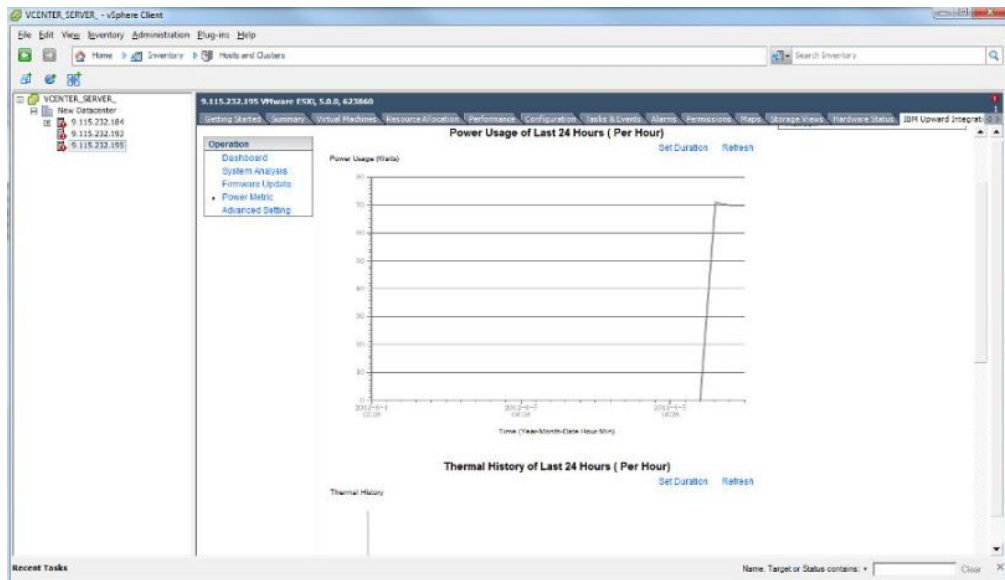 VCENTER_SERVER_ - vSphere Client
File Edit View Inventory Administration Plug-ins Help
Home Inventory Hosts and Clusters
Search Inventory
VCENTER_SERVER_
New Datacenter
9.115.232.184
9.115.232.195
9.115.232.195 VMware ESXi, 5.0.0, 623860
Getting Started Summary Virtual Machines Resource Allocation Performance Configuration Tasks & Events Alarms Permissions Maps Storage Views Hardware Status IBM Upward Integrati
Operation
Dashboard
System Analysis
Firmware Update
Power Metric
Advanced Setting
Power Usage of Last 24 Hours ( Per Hour)
Set Duration Refresh
Power Usage (Watts)
80
70
60
50
40
30
20
10
0
Time (Year-Month-Date Hour:Min)
Thermal History of Last 24 Hours ( Per Hour)
Set Duration Refresh
Thermal History
Recent Tasks
Name, Target or Status contains:
Clear